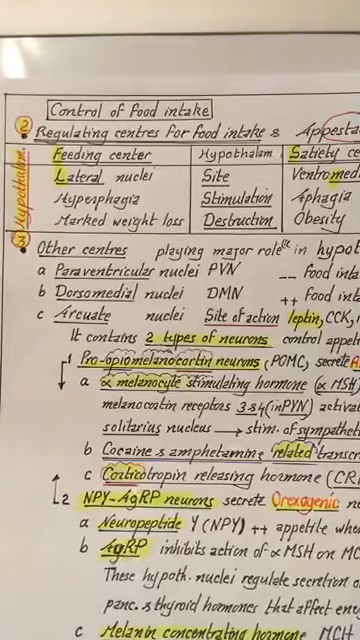 Control of food intake
2 Regulating centres for food intake & Appesta
Hypothalam.
Feeding center Hypothalam. Satiety ce
Lateral nuclei Site Ventromed
Hyperphagia Stimulation Aphagia
Marked weight loss Destruction Obesity
3 Other centres playing major role in hypot
a Paraventricular nuclei PVN -- food inta
b Dorsomedial nuclei DMN ++ Food int
c Arcuate nuclei Site of action leptin, CCK,
It contains 2 types of neurons control appet
1 Pro-opiomelanocortin neurons (POMC) secrete A
a α melanocyte stimulating hormone (α MSH)
melanocortin receptors 3&4 (in PYN) activa
solitarius nucleus → stim. of sympathe
b Cocaine & amphetamine related transcr
c Corticotropin releasing hormone (CR
2 NPY-AgRP neurons secrete Orexogenic n
a Neuropeptide Y (NPY) ++ appetite whe
b AgRP inhibits action of α MSH on MC
These hypoth. nuclei regulate secretion o
panc. & thyroid hormones that affect en
c Melanin concentrating hormone MCH